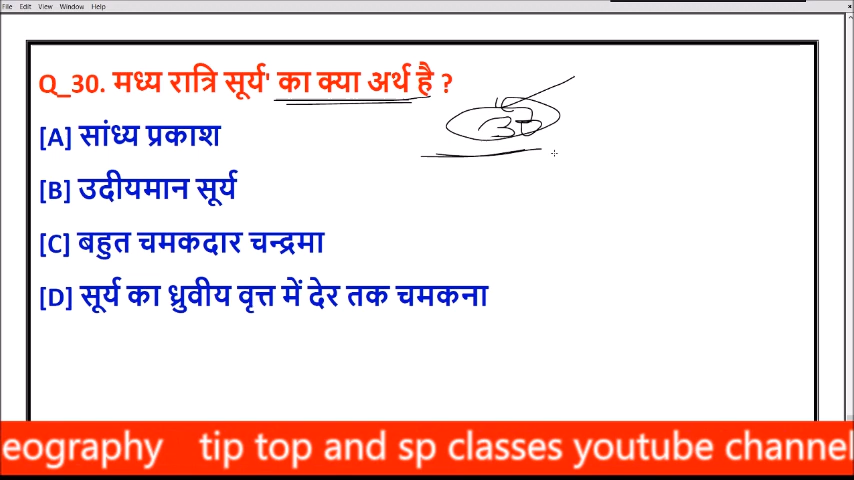 File Edit View Window Help
Q_30. मध्य रात्रि सूर्य' का क्या अर्थ है ?
[A] सांध्य प्रकाश
[B] उदीयमान सूर्य
[C] बहुत चमकदार चन्द्रमा
[D] सूर्य का ध्रुवीय वृत्त में देर तक चमकना
eography tip top and sp classes youtube channel